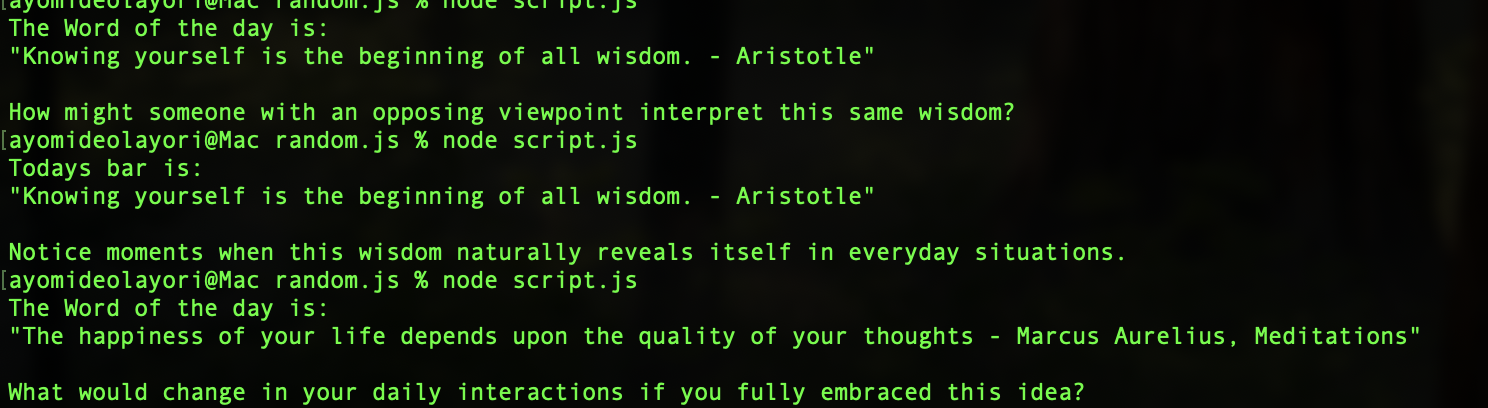 [ayomideolayori@Mac random.js % node script.js
The Word of the day is:
"Knowing yourself is the beginning of all wisdom. - Aristotle"
How might someone with an opposing viewpoint interpret this same wisdom?
[ayomideolayori@Mac random.js % node script.js
Todays bar is:
"Knowing yourself is the beginning of all wisdom. - Aristotle"
Notice moments when this wisdom naturally reveals itself in everyday situations.
[ayomideolayori@Mac random.js % node script.js
The Word of the day is:
"The happiness of your life depends upon the quality of your thoughts - Marcus Aurelius, Meditations"
What would change in your daily interactions if you fully embraced this idea?